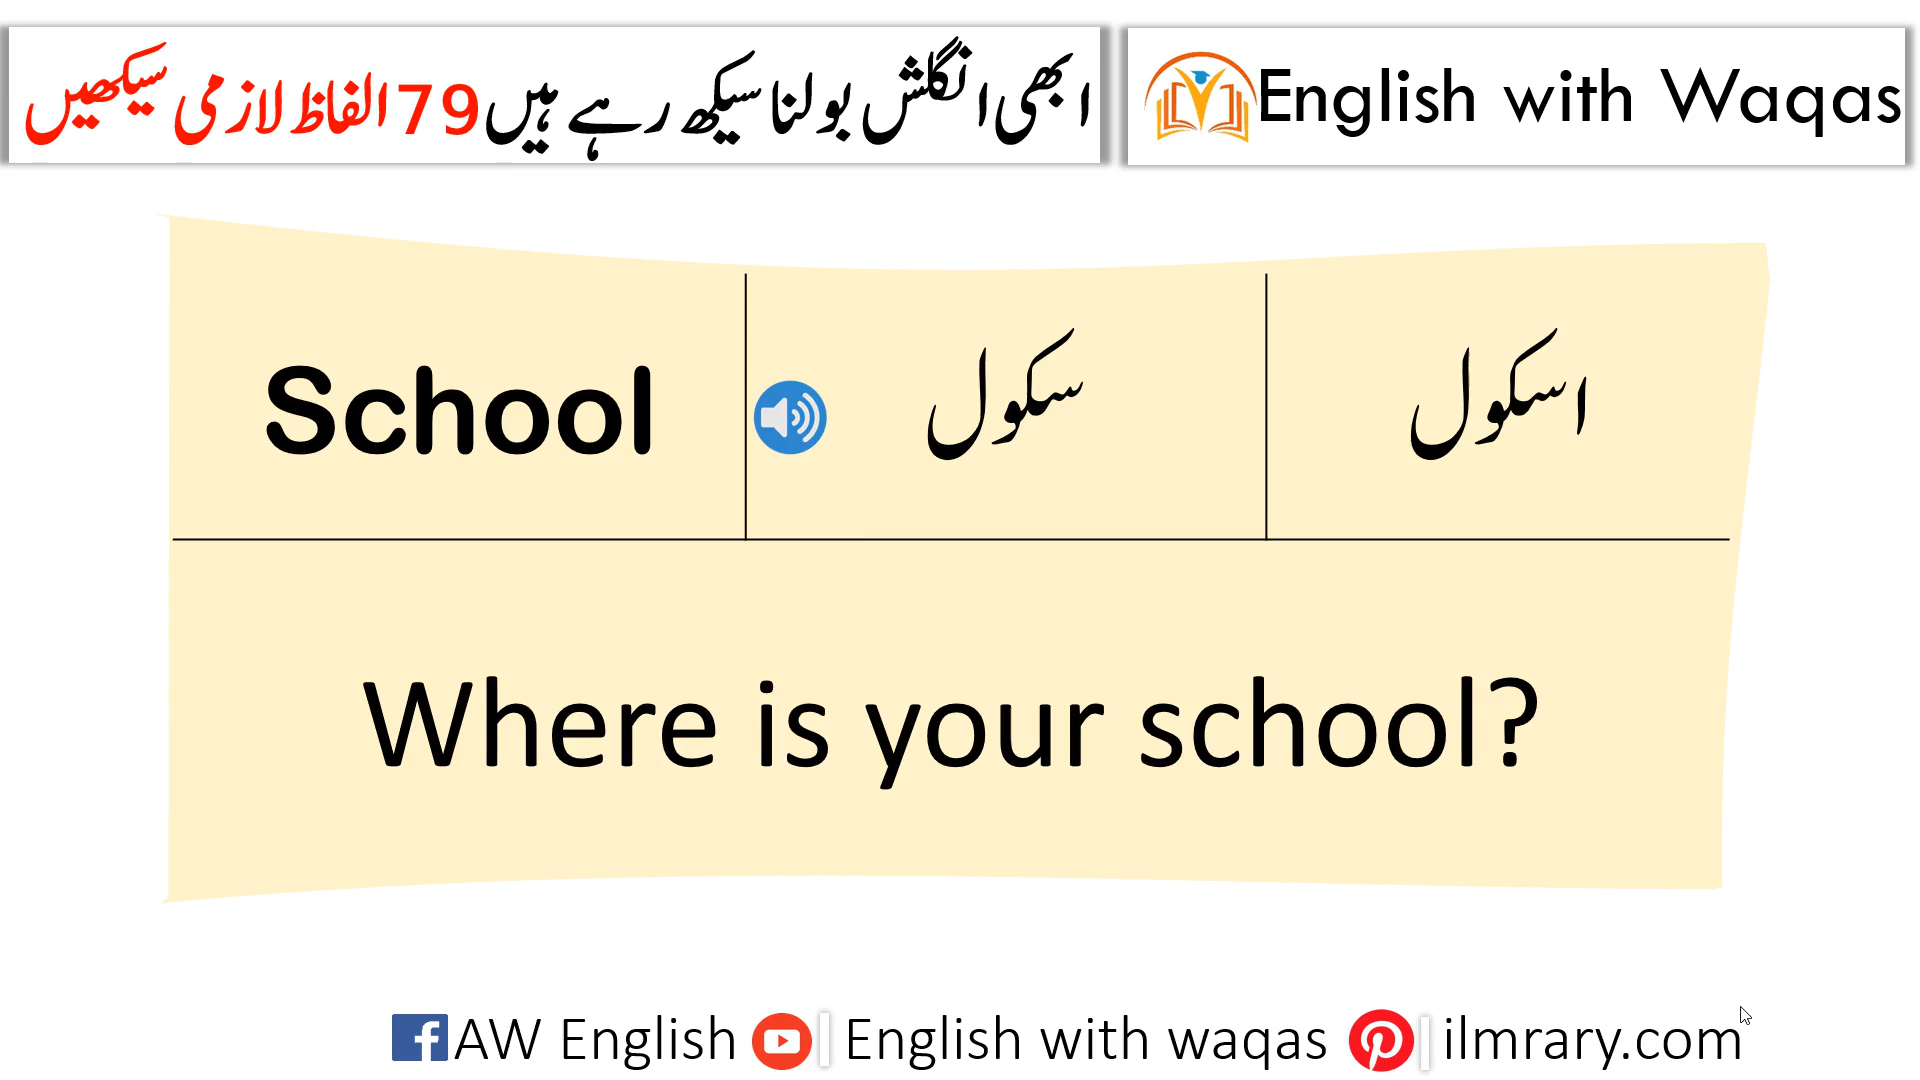 ابھی انگلش بولنا سیکھ رہے ہیں 79 الفاظ لازمی سیکھیں
English with Waqas
School
سکول
اسکول
Where is your school?
AW English | English with waqas | ilmrary.com